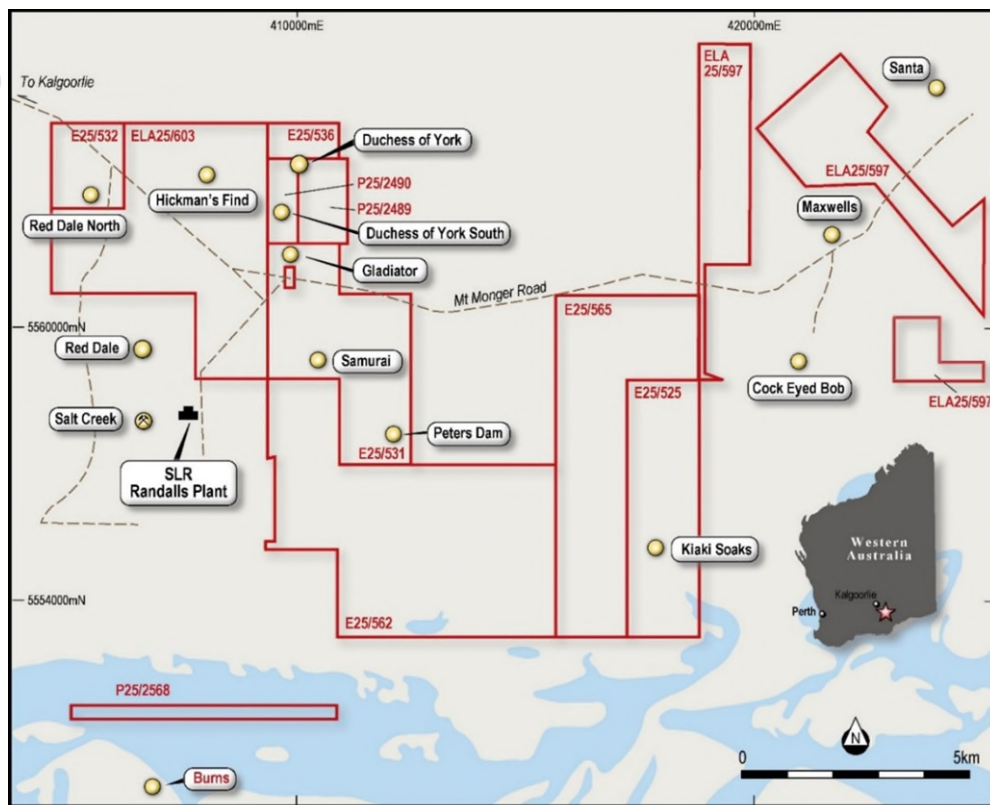 410000mE
420000mE
To Kalgoorlie
ELA
25/597
Santa
E25/532
ELA25/603
E25/536
Duchess of York
ELA25/597
Hickman's Find
P25/2490
P25/2489
Red Dale North
Duchess of York South
Maxwells
Gladiator
Mt Monger Road
5560000mN
E25/565
Red Dale
Samurai
Cock Eyed Bob
E25/525
ELA25/597
Salt Creek
Peters Dam
E25/531
SLR
Randalls Plant
Western
Australia
Kiaki Soaks
Kalgoorlie
Perth
5554000mN
E25/562
P25/2568
N
0
5km
Burns